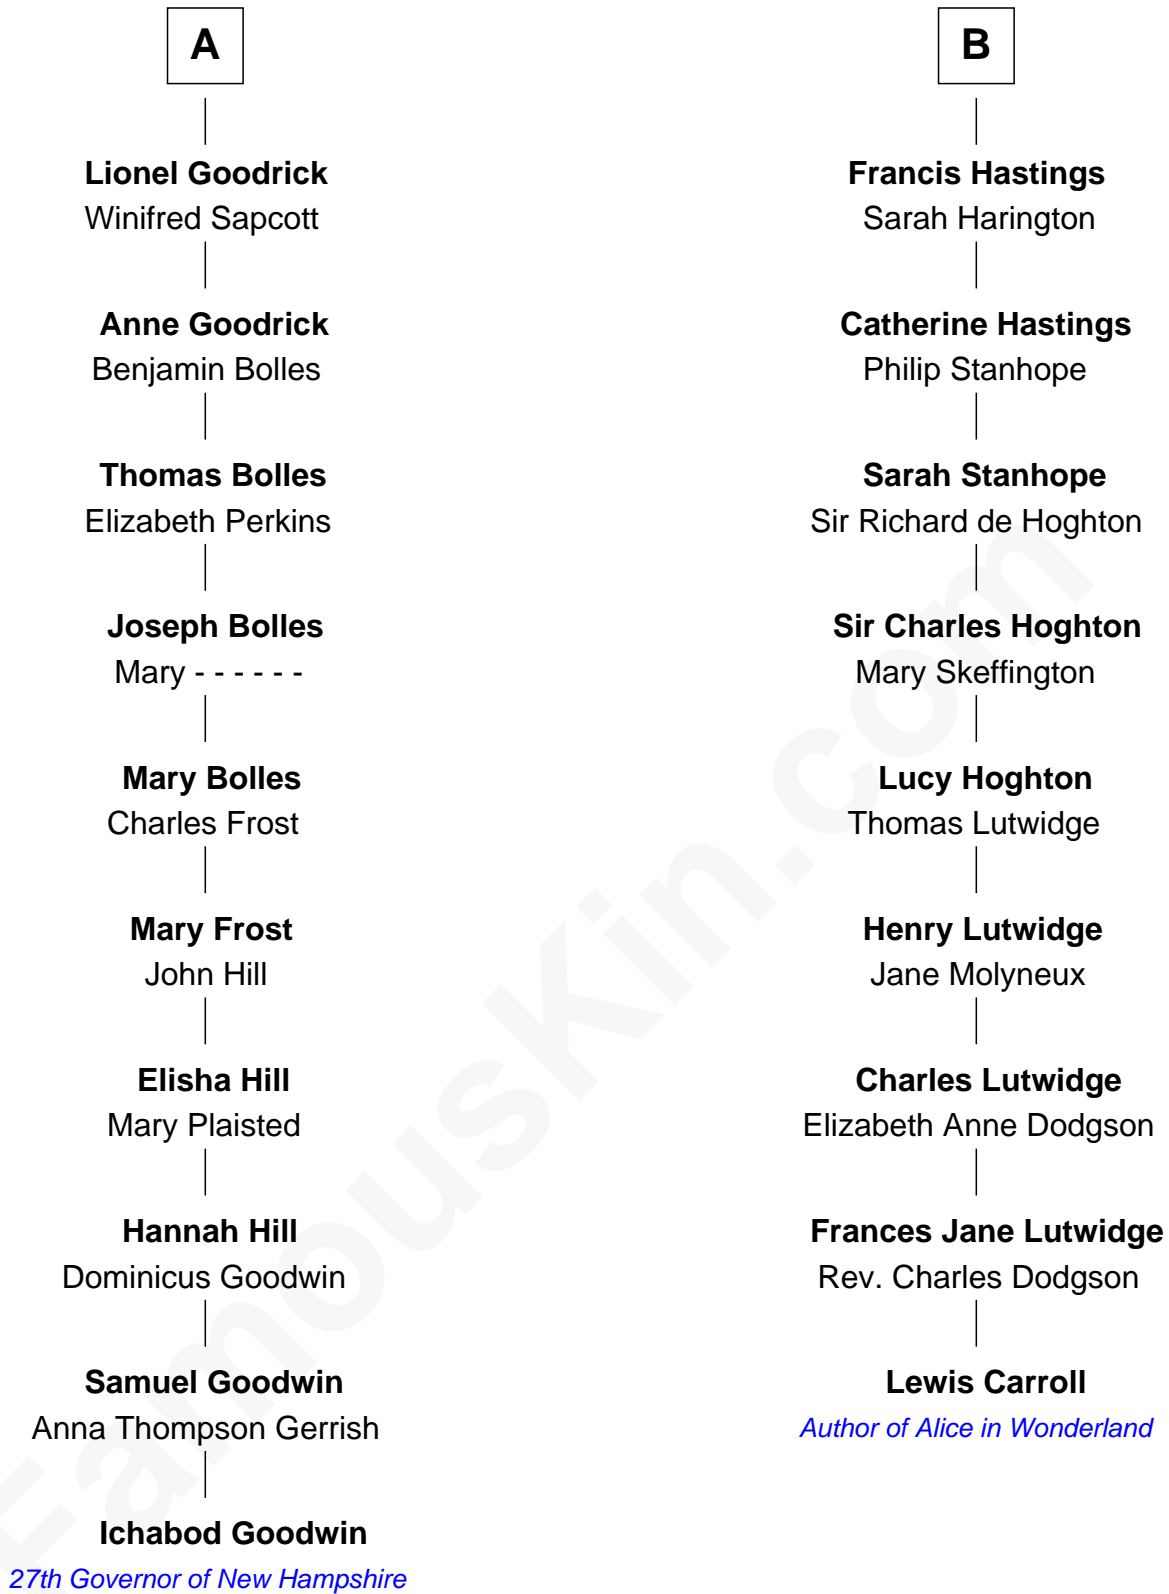 A
Lionel Goodrick
Winifred Sapcott
Anne Goodrick
Benjamin Bolles
Thomas Bolles
Elizabeth Perkins
Joseph Bolles
Mary - - - - - -
Mary Bolles
Charles Frost
Mary Frost
John Hill
Elisha Hill
Mary Plaisted
Hannah Hill
Dominicus Goodwin
Samuel Goodwin
Anna Thompson Gerrish
Ichabod Goodwin
27th Governor of New Hampshire
B
Francis Hastings
Sarah Harington
Catherine Hastings
Philip Stanhope
Sarah Stanhope
Sir Richard de Hoghton
Sir Charles Hoghton
Mary Skeffington
Lucy Hoghton
Thomas Lutwidge
Henry Lutwidge
Jane Molyneux
Charles Lutwidge
Elizabeth Anne Dodgson
Frances Jane Lutwidge
Rev. Charles Dodgson
Lewis Carroll
Author of Alice in Wonderland
FamousKin.com